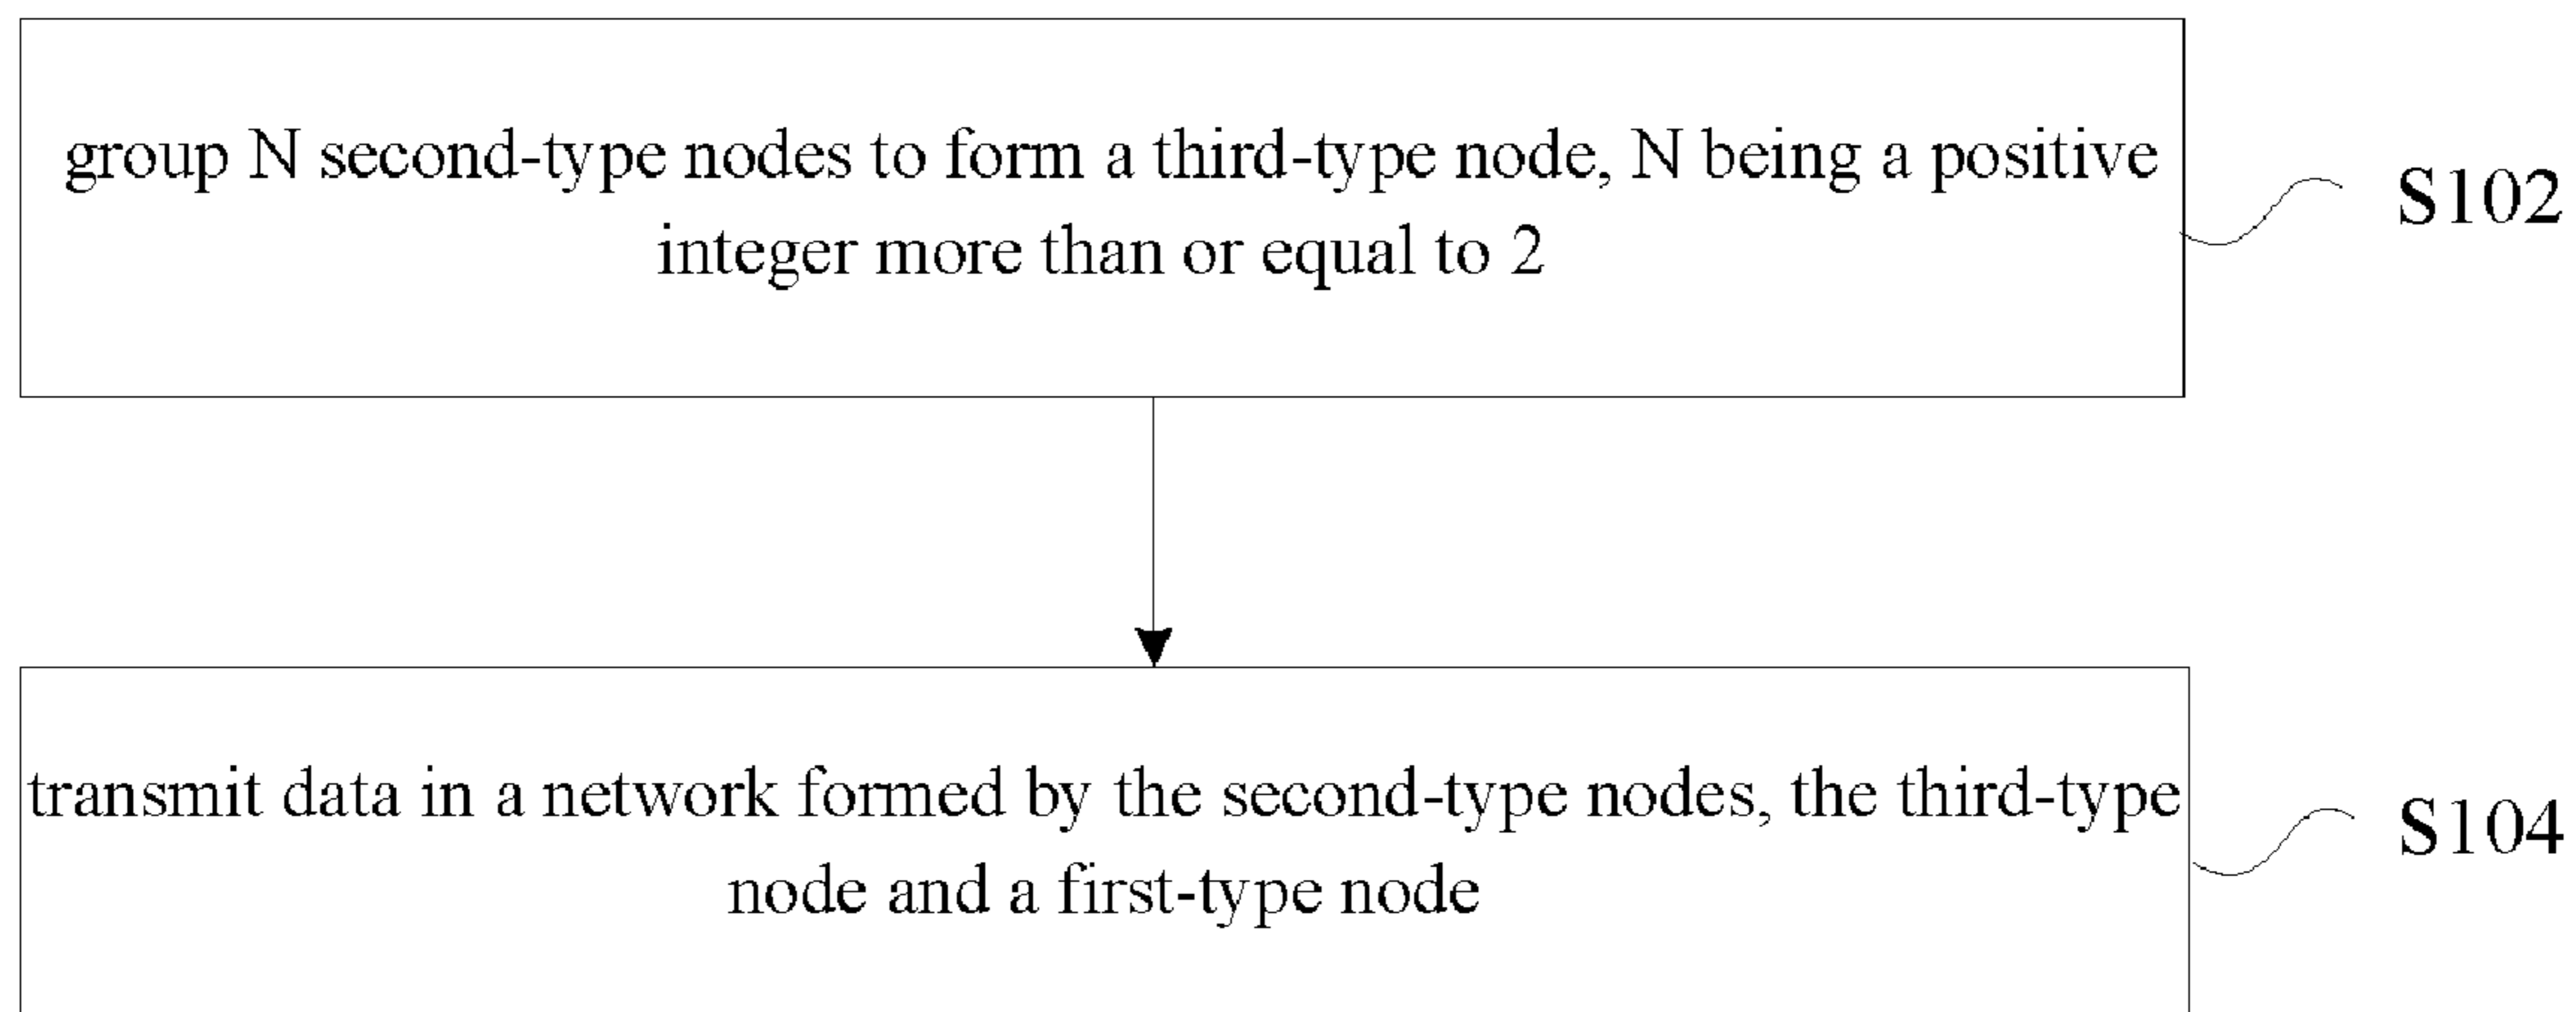 group N second-type nodes to form a third-type node, N being a positive
integer more than or equal to 2
S102
transmit data in a network formed by the second-type nodes, the third-type
node and a first-type node
S104